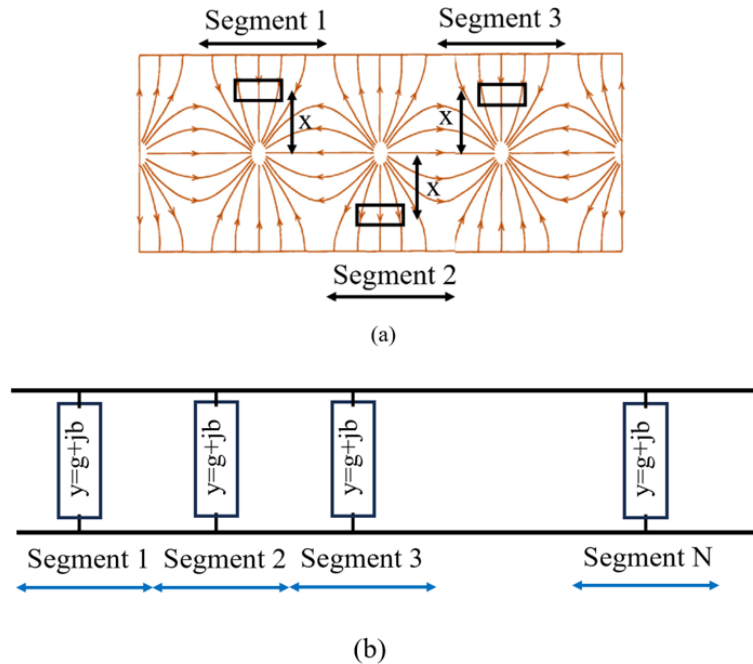 Segment 1 Segment 3
x x
x
Segment 2
(a)
y=g+jb y=g+jb y=g+jb y=g+jb
Segment 1 Segment 2 Segment 3 Segment N
(b)